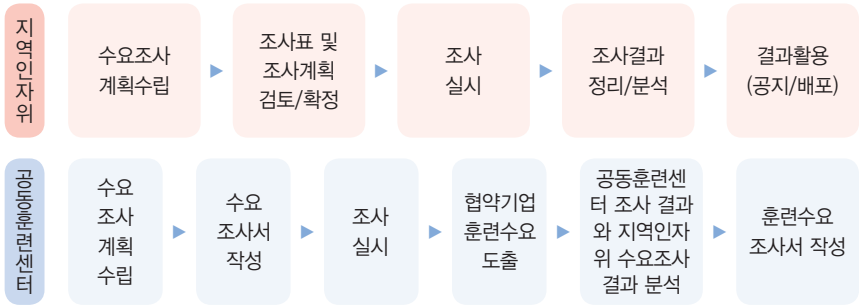 지역인자위
수요조사
계획수립
조사표 및
조사계획
검토/확정
조사
실시
조사결과
정리/분석
결과활용
(공지/배포)
공동훈련센터
수요
조사
계획
수립
수요
조사서
작성
조사
실시
협약기업
훈련수요
도출
공동훈련센
터 조사 결과
와 지역인자
위 수요조사
결과 분석
훈련수요
조사서 작성